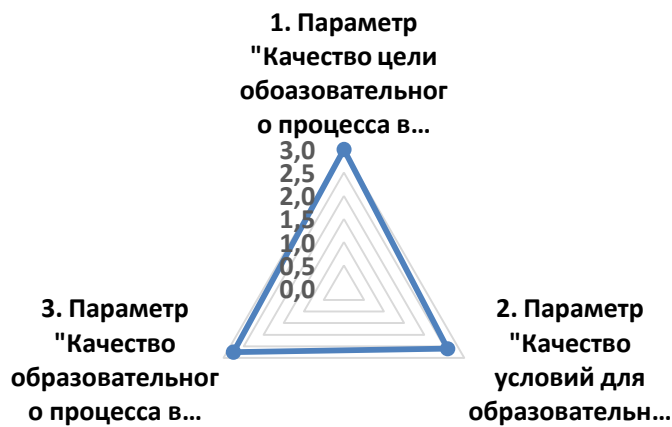 1. Параметр
"Качество цели
обоазовательног
о процесса в...
3,0
2,5
2,0
1,5
1,0
0,5
0,0
3. Параметр
"Качество
образовательног
о процесса в...
2. Параметр
"Качество
условий для
образовательн...